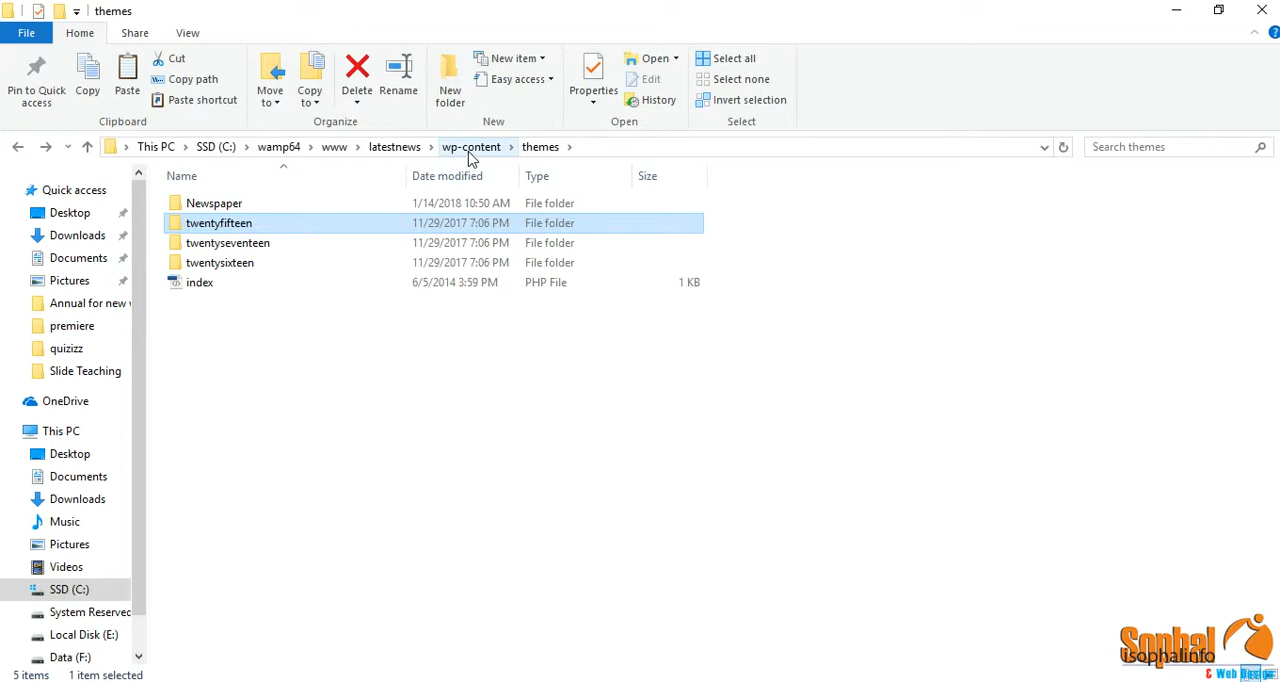 themes
File
Home
Share
View
Pin to Quick access
Copy
Paste
Cut
Copy path
Paste shortcut
Clipboard
Move to
Copy to
Delete
Rename
Organize
New folder
New item
Easy access
New
Properties
Open
Edit
History
Open
Select all
Select none
Invert selection
Select
This PC > SSD (C:) > wamp64 > www > latestnews > wp-content > themes >
Search themes
Name Date modified Type Size
Newspaper 1/14/2018 10:50 AM File folder
twentyfifteen 11/29/2017 7:06 PM File folder
twentyseventeen 11/29/2017 7:06 PM File folder
twentysixteen 11/29/2017 7:06 PM File folder
index 6/5/2014 3:59 PM PHP File 1 KB
Quick access
Desktop
Downloads
Documents
Pictures
Annual for new
premiere
quizizz
Slide Teaching
OneDrive
This PC
Desktop
Documents
Downloads
Music
Pictures
Videos
SSD (C:)
System Reserved
Local Disk (E:)
Data (F:)
5 items 1 item selected
Sophal
isophalinfo
& Web Design